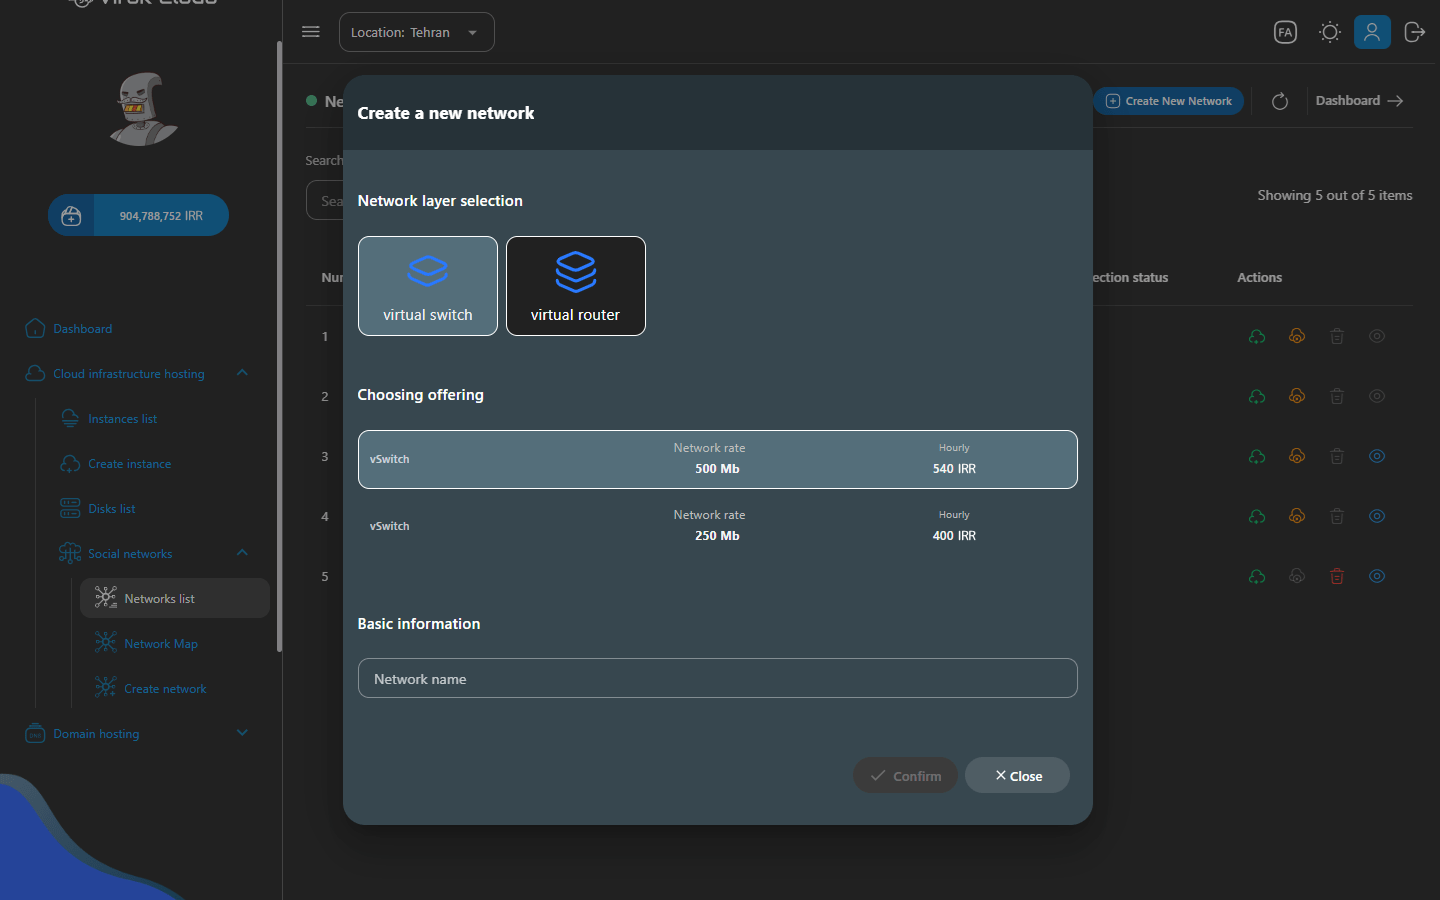 Location: Tehran
FA
904,788,752 IRR
Dashboard
Cloud infrastructure hosting
Instances list
Create instance
Disks list
Social networks
Networks list
Network Map
Create network
Domain hosting
Create New Network
Dashboard
Search
Showing 5 out of 5 items
ection status
Actions
1
2
3
4
5
Create a new network
Network layer selection
virtual switch
virtual router
Choosing offering
vSwitch
Network rate
500 Mb
Hourly
540 IRR
vSwitch
Network rate
250 Mb
Hourly
400 IRR
Basic information
Network name
Confirm
Close